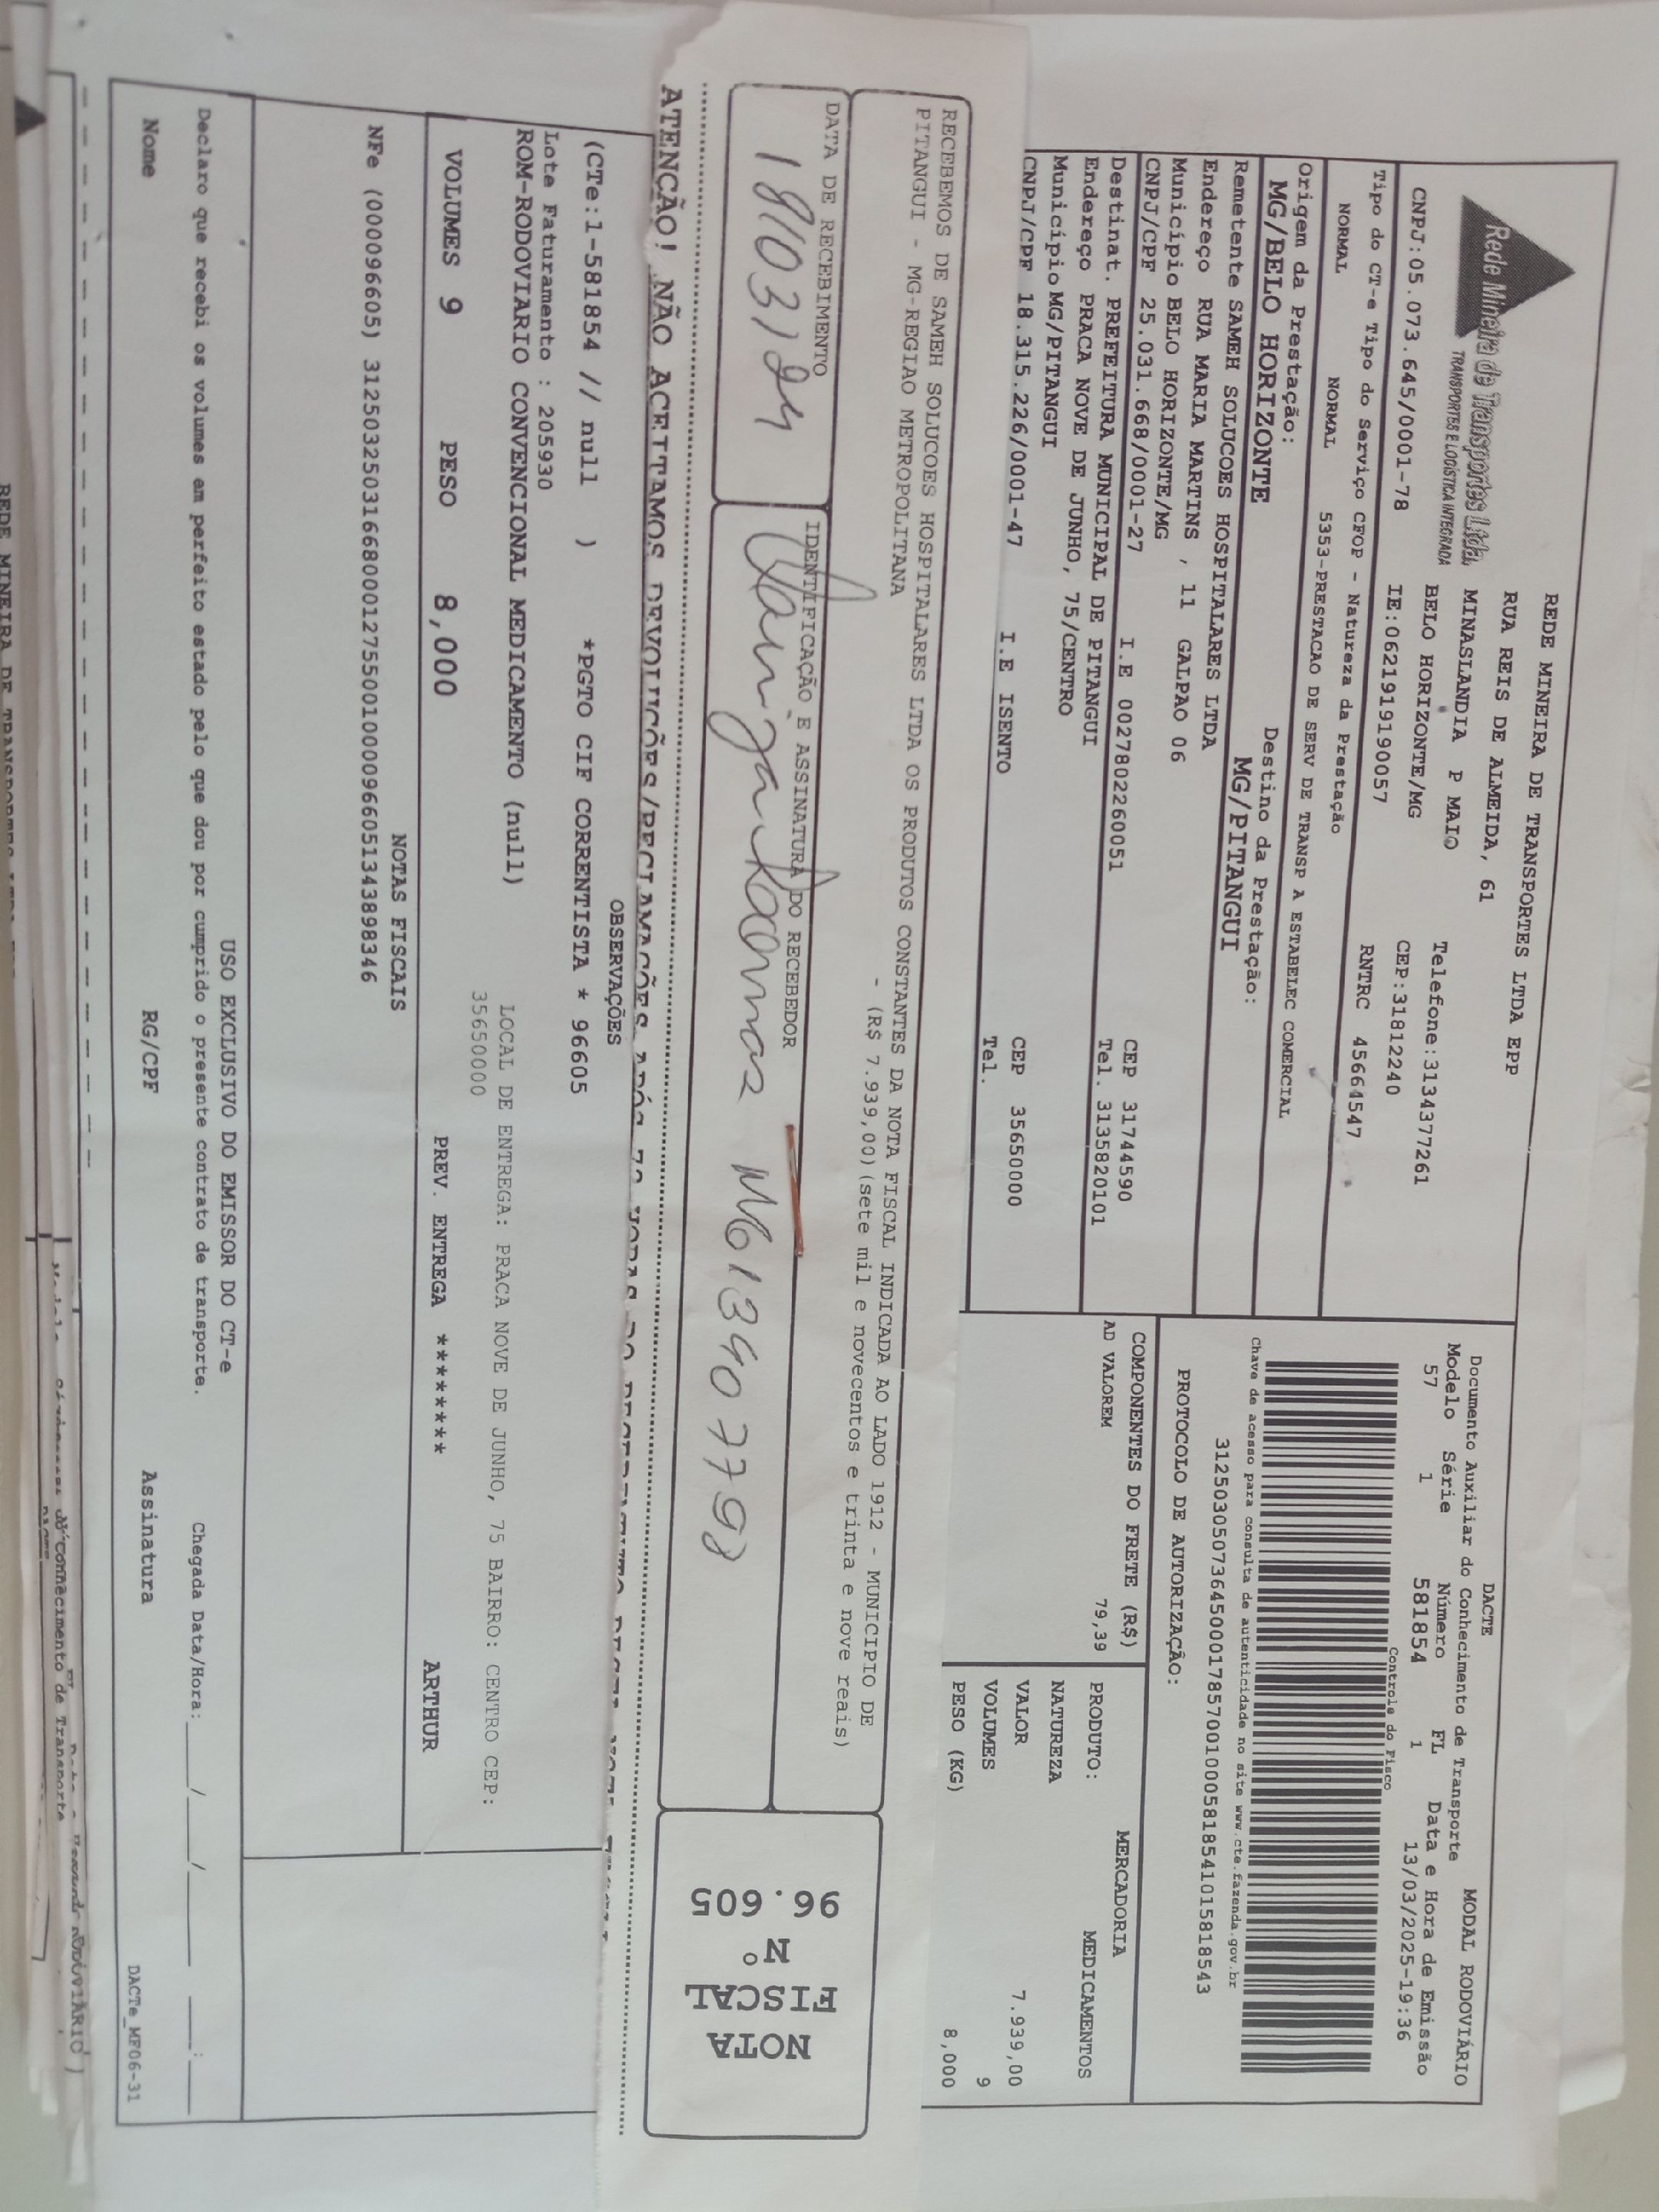 Rede Mineira de Transportes Ltda.
TRANSPORTES E LOGÍSTICA INTEGRADA
REDE MINEIRA DE TRANSPORTES LTDA EPP
RUA REIS DE ALMEIDA, 61
MINASLANDIA P MAIO
BELO HORIZONTE/MG Telefone:3134377261
CNPJ:05.073.645/0001-78 IE:0621919190057 CEP:31812240
Tipo do CT-e Tipo do Serviço CFOP - Natureza da Prestação RNTRC 45664547
NORMAL NORMAL 5353-PRESTACAO DE SERV DE TRANSP A ESTABELEC COMERCIAL
Origem da Prestação: Destino da Prestação:
MG/BELO HORIZONTE MG/PITANGUI
Remetente SAMEH SOLUCOES HOSPITALARES LTDA
Endereço RUA MARIA MARTINS , 11 GALPAO 06
Município BELO HORIZONTE/MG CEP 31744590
CNPJ/CPF 25.031.668/0001-27 I.E 0027802260051 Tel. 3135820101
Destinat. PREFEITURA MUNICIPAL DE PITANGUI
Endereço PRACA NOVE DE JUNHO, 75/CENTRO
Município MG/PITANGUI CEP 35650000
CNPJ/CPF 18.315.226/0001-47 I.E ISENTO Tel.
DACTE MODAL RODOVIÁRIO
Documento Auxiliar do Conhecimento de Transporte
Modelo Série Número FL Data e Hora de Emissão
57 1 581854 1 13/03/2025-19:36
Controle do Fisco
Chave de acesso para consulta de autenticidade no site www.cte.fazenda.gov.br
31250305073645000178570010005818541015818543
PROTOCOLO DE AUTORIZAÇÃO:
COMPONENTES DO FRETE (R$) MERCADORIA
AD VALOREM 79,39
PRODUTO: MEDICAMENTOS
NATUREZA
VALOR 7.939,00
VOLUMES 9
PESO (KG) 8,000
RECEBEMOS DE SAMEH SOLUCOES HOSPITALARES LTDA OS PRODUTOS CONSTANTES DA NOTA FISCAL INDICADA AO LADO 1912 - MUNICIPIO DE
PITANGUI - MG-REGIAO METROPOLITANA - (R$ 7.939,00)(sete mil e novecentos e trinta e nove reais)
DATA DE RECEBIMENTO IDENTIFICAÇÃO E ASSINATURA DO RECEBEDOR
18/03/24 MG13407798
NOTA
FISCAL
Nº
96.605
ATENÇÃO! NÃO ACEITAMOS DEVOLUÇÕES/RECLAMAÇÕES APÓS 72 HORAS DO RECEBIMENTO
OBSERVAÇÕES
(CTe:1-581854 // null ) *PGTO CIF CORRENTISTA * 96605
Lote Faturamento : 205930
ROM-RODOVIARIO CONVENCIONAL MEDICAMENTO (null) LOCAL DE ENTREGA: PRACA NOVE DE JUNHO, 75 BAIRRO: CENTRO CEP:
35650000
VOLUMES 9 PESO 8,000 PREV. ENTREGA ******** ARTHUR
NOTAS FISCAIS
NFe (000096605) 31250325031668000127550010000966051343898346
USO EXCLUSIVO DO EMISSOR DO CT-e
Declaro que recebi os volumes em perfeito estado pelo que dou por cumprido o presente contrato de transporte. Chegada Data/Hora:____/____/______ ____:____
Nome RG/CPF Assinatura
DACTe_MF06-31
REDE MINEIRA DE TRANSPORTES LTDA